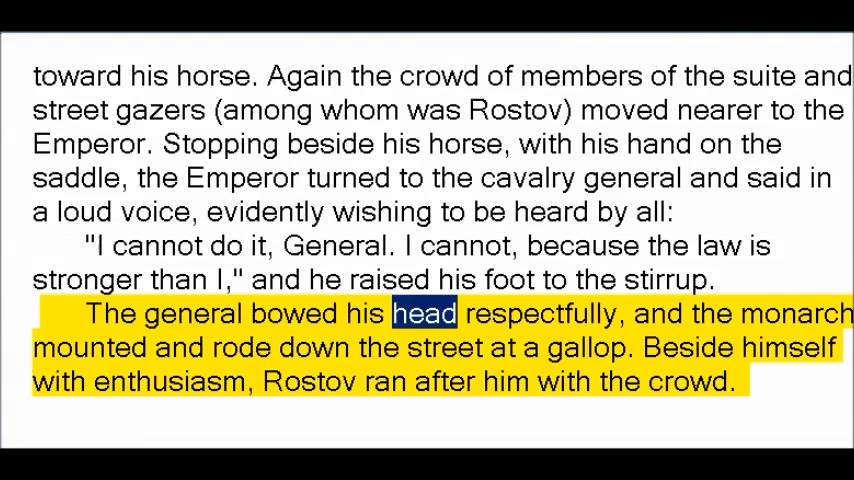 toward his horse. Again the crowd of members of the suite and
street gazers (among whom was Rostov) moved nearer to the
Emperor. Stopping beside his horse, with his hand on the
saddle, the Emperor turned to the cavalry general and said in
a loud voice, evidently wishing to be heard by all:
"I cannot do it, General. I cannot, because the law is
stronger than I," and he raised his foot to the stirrup.
The general bowed his head respectfully, and the monarch
mounted and rode down the street at a gallop. Beside himself
with enthusiasm, Rostov ran after him with the crowd.